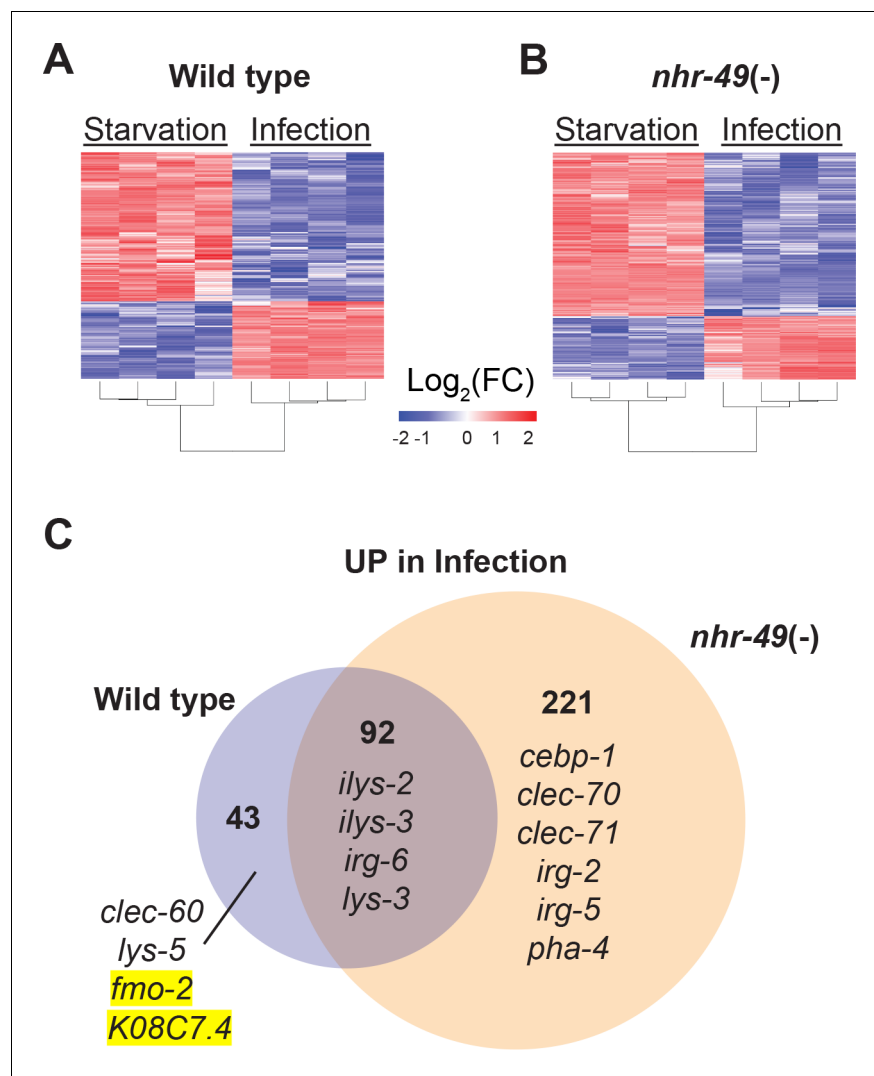 A
Wild type
Starvation Infection
B
nhr-49(-)
Starvation Infection
Log2(FC)
-2 -1 0 1 2
C
UP in Infection
nhr-49(-)
Wild type
43
92
ilys-2
ilys-3
irg-6
lys-3
221
cebp-1
clec-70
clec-71
irg-2
irg-5
pha-4
clec-60
lys-5
fmo-2
K08C7.4